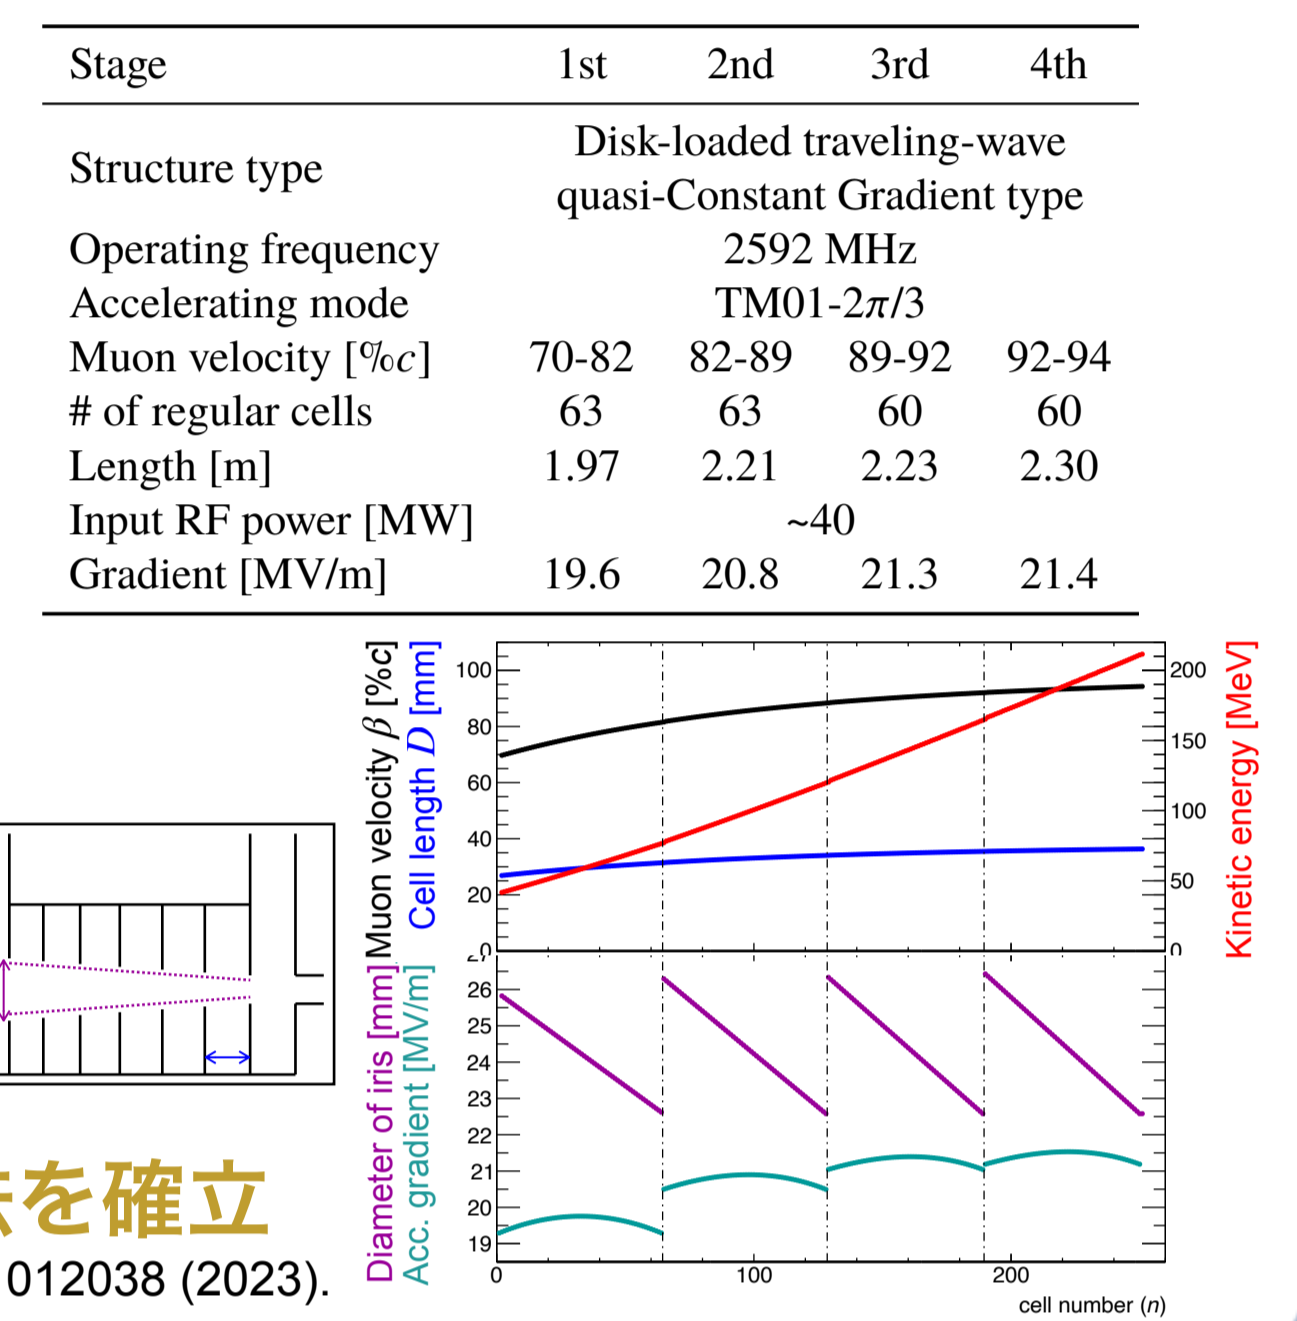 Stage 1st 2nd 3rd 4th
Structure type Disk-loaded traveling-wave
quasi-Constant Gradient type
Operating frequency 2592 MHz
Accelerating mode TM01-2π/3
Muon velocity [%c] 70-82 82-89 89-92 92-94
# of regular cells 63 63 60 60
Length [m] 1.97 2.21 2.23 2.30
Input RF power [MW] ~40
Gradient [MV/m] 19.6 20.8 21.3 21.4
Muon velocity β [%c]
Cell length D [mm]
100
80
60
40
20
0
200
150
100
50
0
Kinetic energy [MeV]
Diameter of iris [mm]
Acc. gradient [MV/m]
26
25
24
23
22
21
20
19
0 100 200
cell number (n)
を確立
012038 (2023).